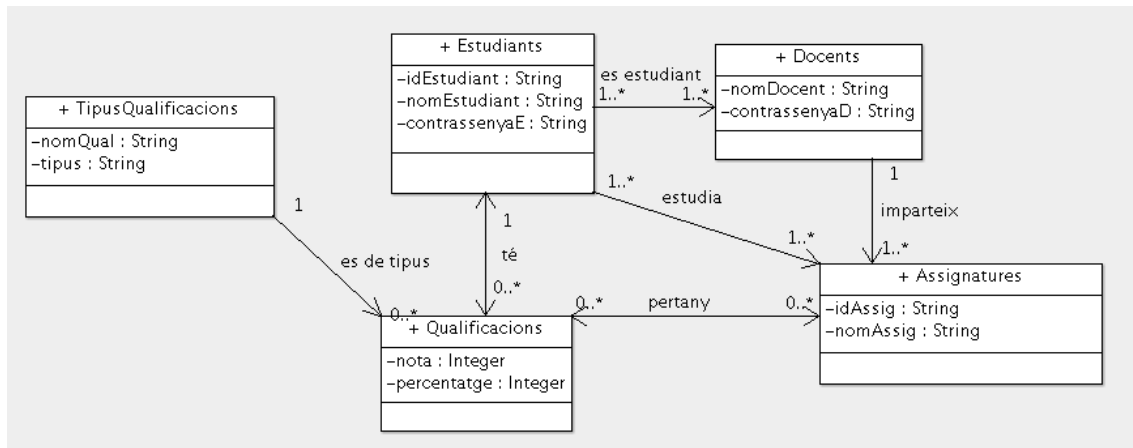 + TipusQualificacions
-nomQual : String
-tipus : String
+ Estudiants
-idEstudiant : String
-nomEstudiant : String
-contrassenyaE : String
es estudiant
1..*
1..*
+ Docents
-nomDocent : String
-contrassenyaD : String
1
imparteix
1..*
1..*
estudia
1..*
1
té
0..*
1
es de tipus
0..*
+ Qualificacions
-nota : Integer
-percentatge : Integer
0..*
pertany
0..*
+ Assignatures
-idAssig : String
-nomAssig : String